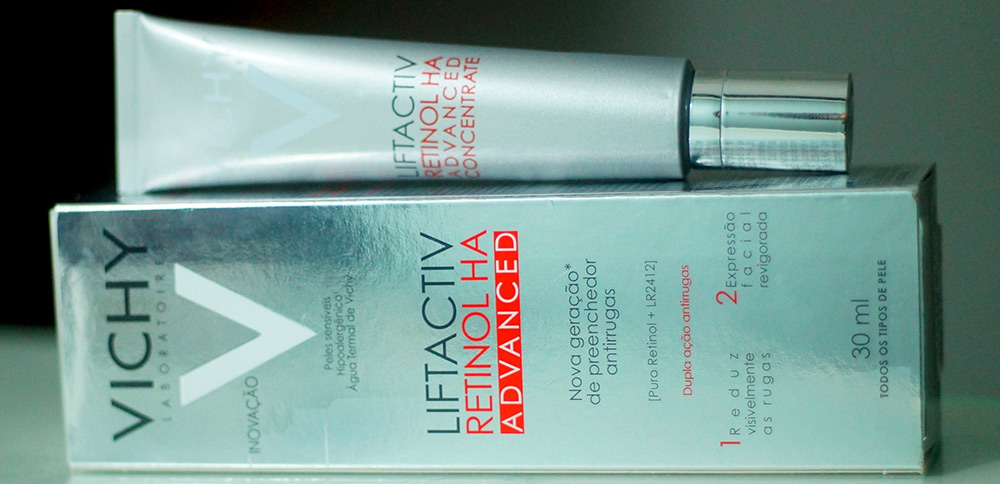 LIFTACTIV
RETINOL HA
ADVANCED
CONCENTRATE
VICHY
LABORATOIRES
INOVAÇÃO
Peles sensíveis
Hipoalergênico
Água Termal de Vichy
LIFTACTIV
RETINOL HA
ADVANCED
Nova geração*
de preenchedor
antirrugas
[Puro Retinol + LR2412]
Dupla ação antirrugas
1 Reduz
visivelmente
as rugas
2 Expressão
facial
revigorada
30 ml
TODOS OS TIPOS DE PELE